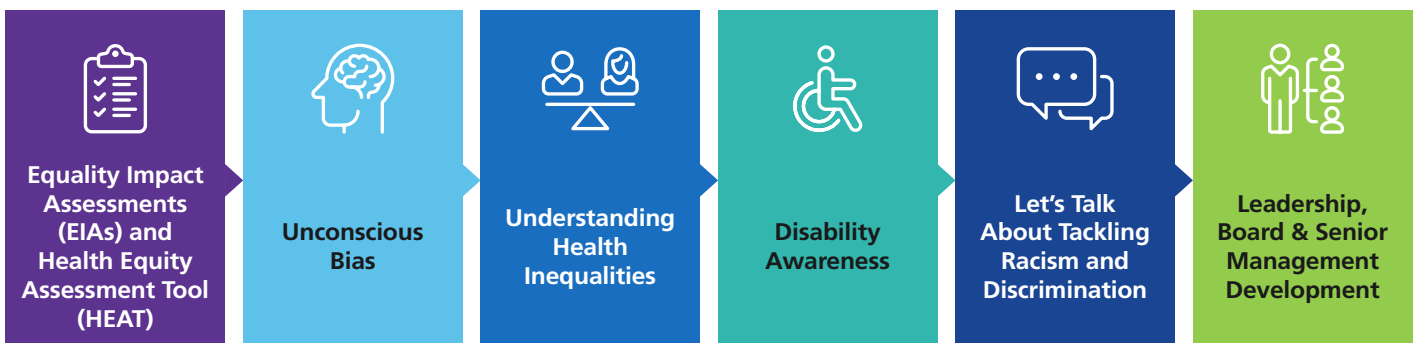 Equality Impact
Assessments
(EIAs) and
Health Equity
Assessment Tool
(HEAT)
Unconscious
Bias
Understanding
Health
Inequalities
Disability
Awareness
Let’s Talk
About Tackling
Racism and
Discrimination
Leadership,
Board & Senior
Management
Development